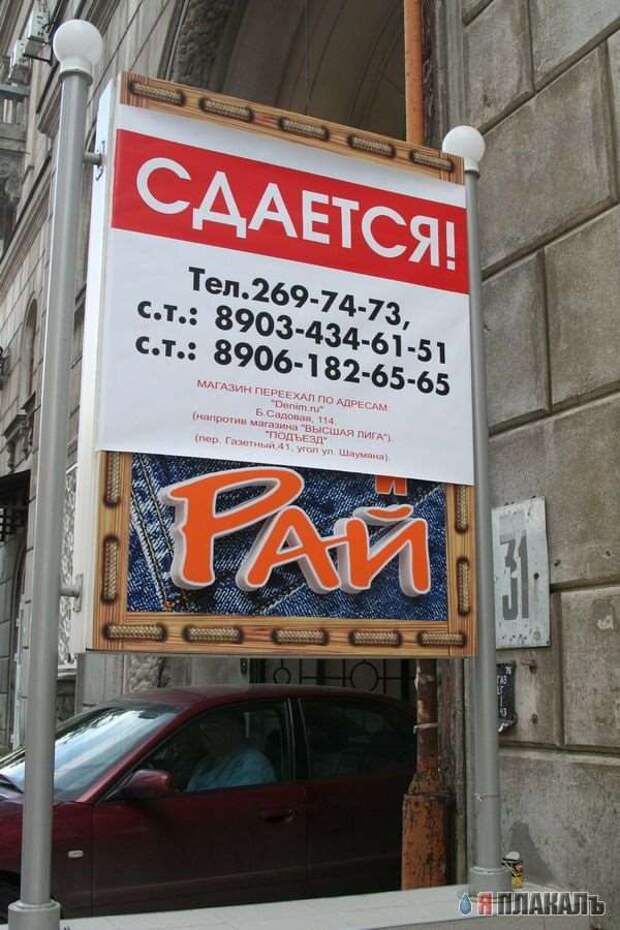 СДАЕТСЯ!
Тел.269-74-73,
с.т.: 8903-434-61-51
с.т.: 8906-182-65-65
МАГАЗИН ПЕРЕЕХАЛ ПО АДРЕСАМ
"Denim.ru"
Б.Садовая, 114.
(напротив магазина "ВЫСШАЯ ЛИГА").
"ПОДЪЕЗД"
(пер. Газетный,41, угол ул. Шаумяна).
РАЙ
31
Я ПЛАКАЛЪ